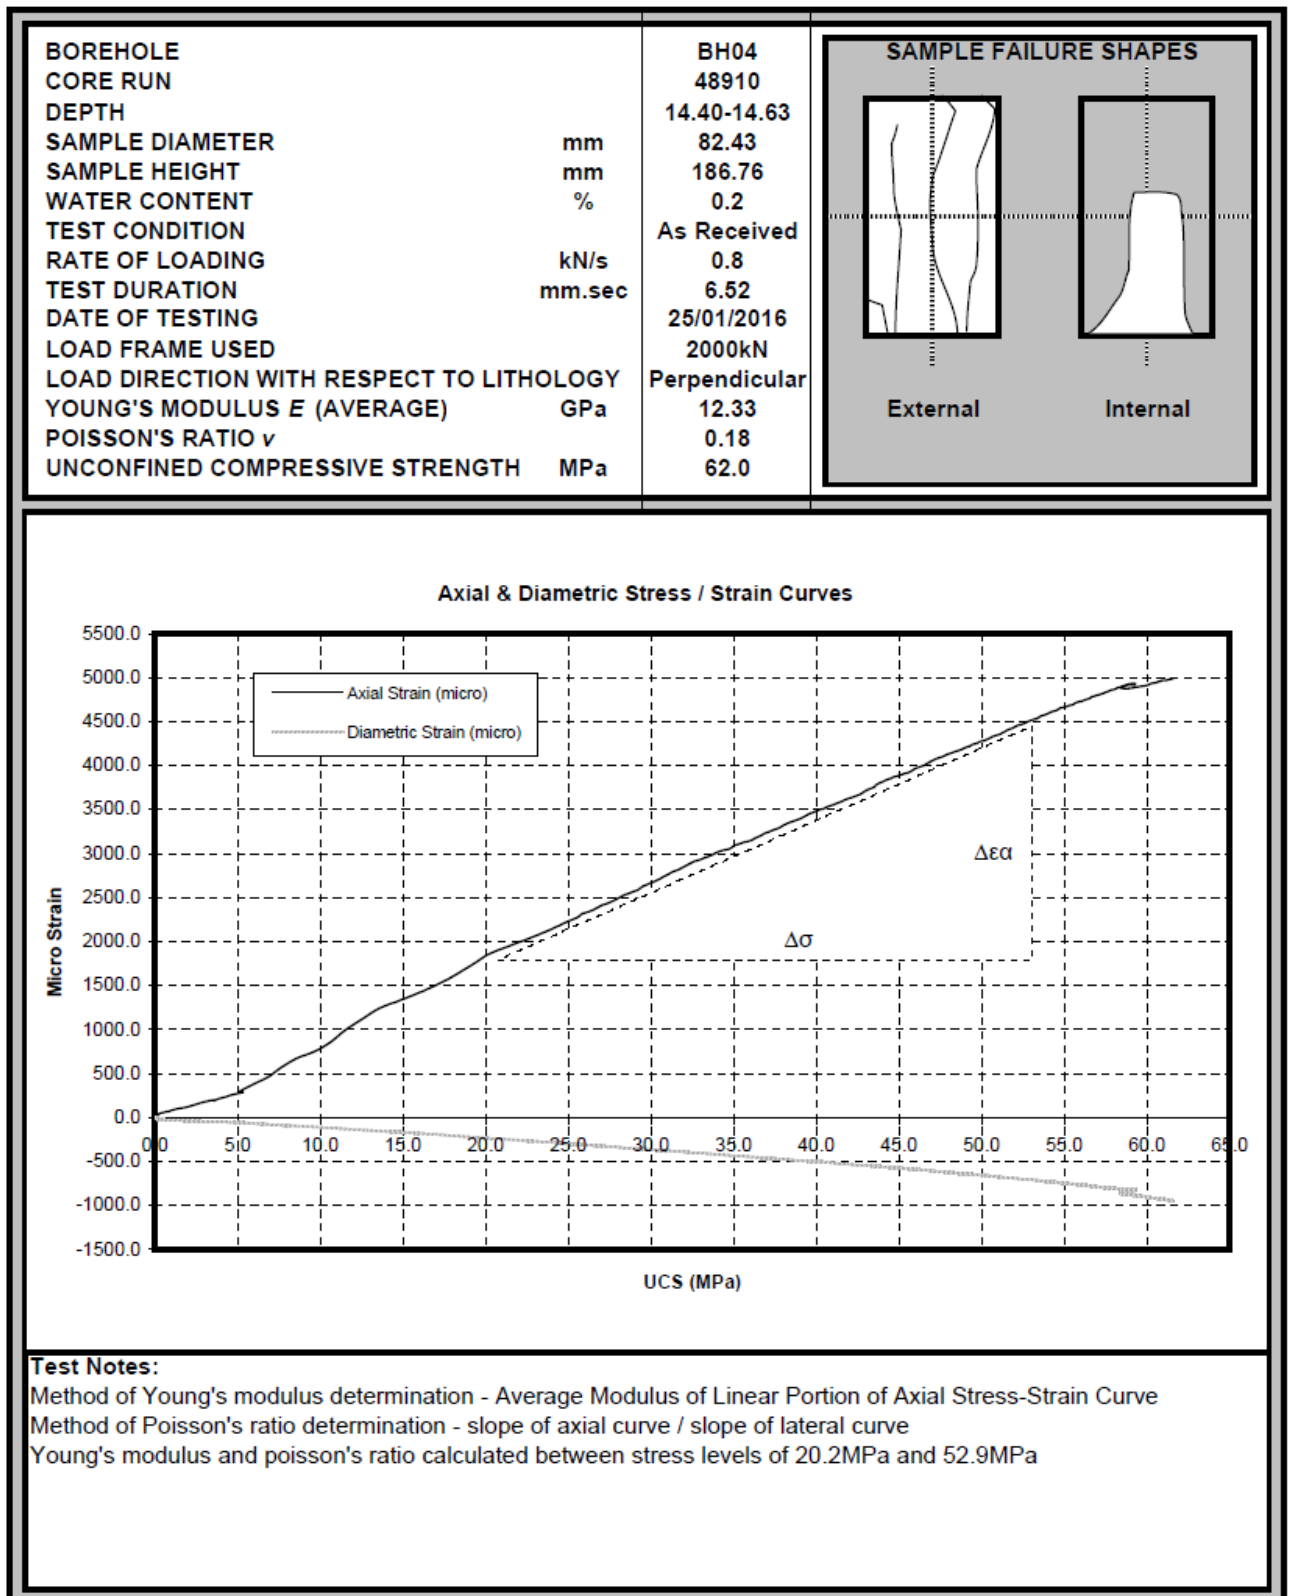 BOREHOLE BH04
CORE RUN 48910
DEPTH 14.40-14.63
SAMPLE DIAMETER mm 82.43
SAMPLE HEIGHT mm 186.76
WATER CONTENT % 0.2
TEST CONDITION As Received
RATE OF LOADING kN/s 0.8
TEST DURATION mm.sec 6.52
DATE OF TESTING 25/01/2016
LOAD FRAME USED 2000kN
LOAD DIRECTION WITH RESPECT TO LITHOLOGY Perpendicular
YOUNG'S MODULUS E (AVERAGE) GPa 12.33
POISSON'S RATIO v 0.18
UNCONFINED COMPRESSIVE STRENGTH MPa 62.0
SAMPLE FAILURE SHAPES
External Internal
Axial & Diametric Stress / Strain Curves
5500.0
5000.0
4500.0
4000.0
3500.0
3000.0
2500.0
2000.0
1500.0
1000.0
500.0
0.0
-500.0
-1000.0
-1500.0
Micro Strain
Axial Strain (micro)
Diametric Strain (micro)
Δεα
Δσ
0.0 5.0 10.0 15.0 20.0 25.0 30.0 35.0 40.0 45.0 50.0 55.0 60.0 65.0
UCS (MPa)
Test Notes:
Method of Young's modulus determination - Average Modulus of Linear Portion of Axial Stress-Strain Curve
Method of Poisson's ratio determination - slope of axial curve / slope of lateral curve
Young's modulus and poisson's ratio calculated between stress levels of 20.2MPa and 52.9MPa